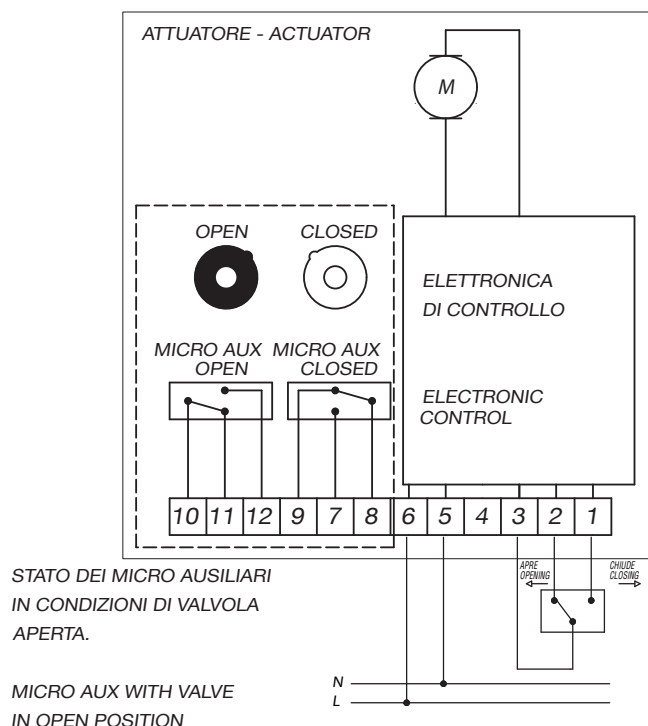 ATTUATORE - ACTUATOR
M
OPEN CLOSED
ELETTRONICA
DI CONTROLLO
MICRO AUX MICRO AUX
OPEN CLOSED
ELECTRONIC
CONTROL
10 11 12 9 7 8 6 5 4 3 2 1
STATO DEI MICRO AUSILIARI
IN CONDIZIONI DI VALVOLA
APERTA.
APRE
OPENING
CHIUDE
CLOSING
MICRO AUX WITH VALVE
IN OPEN POSITION
N
L